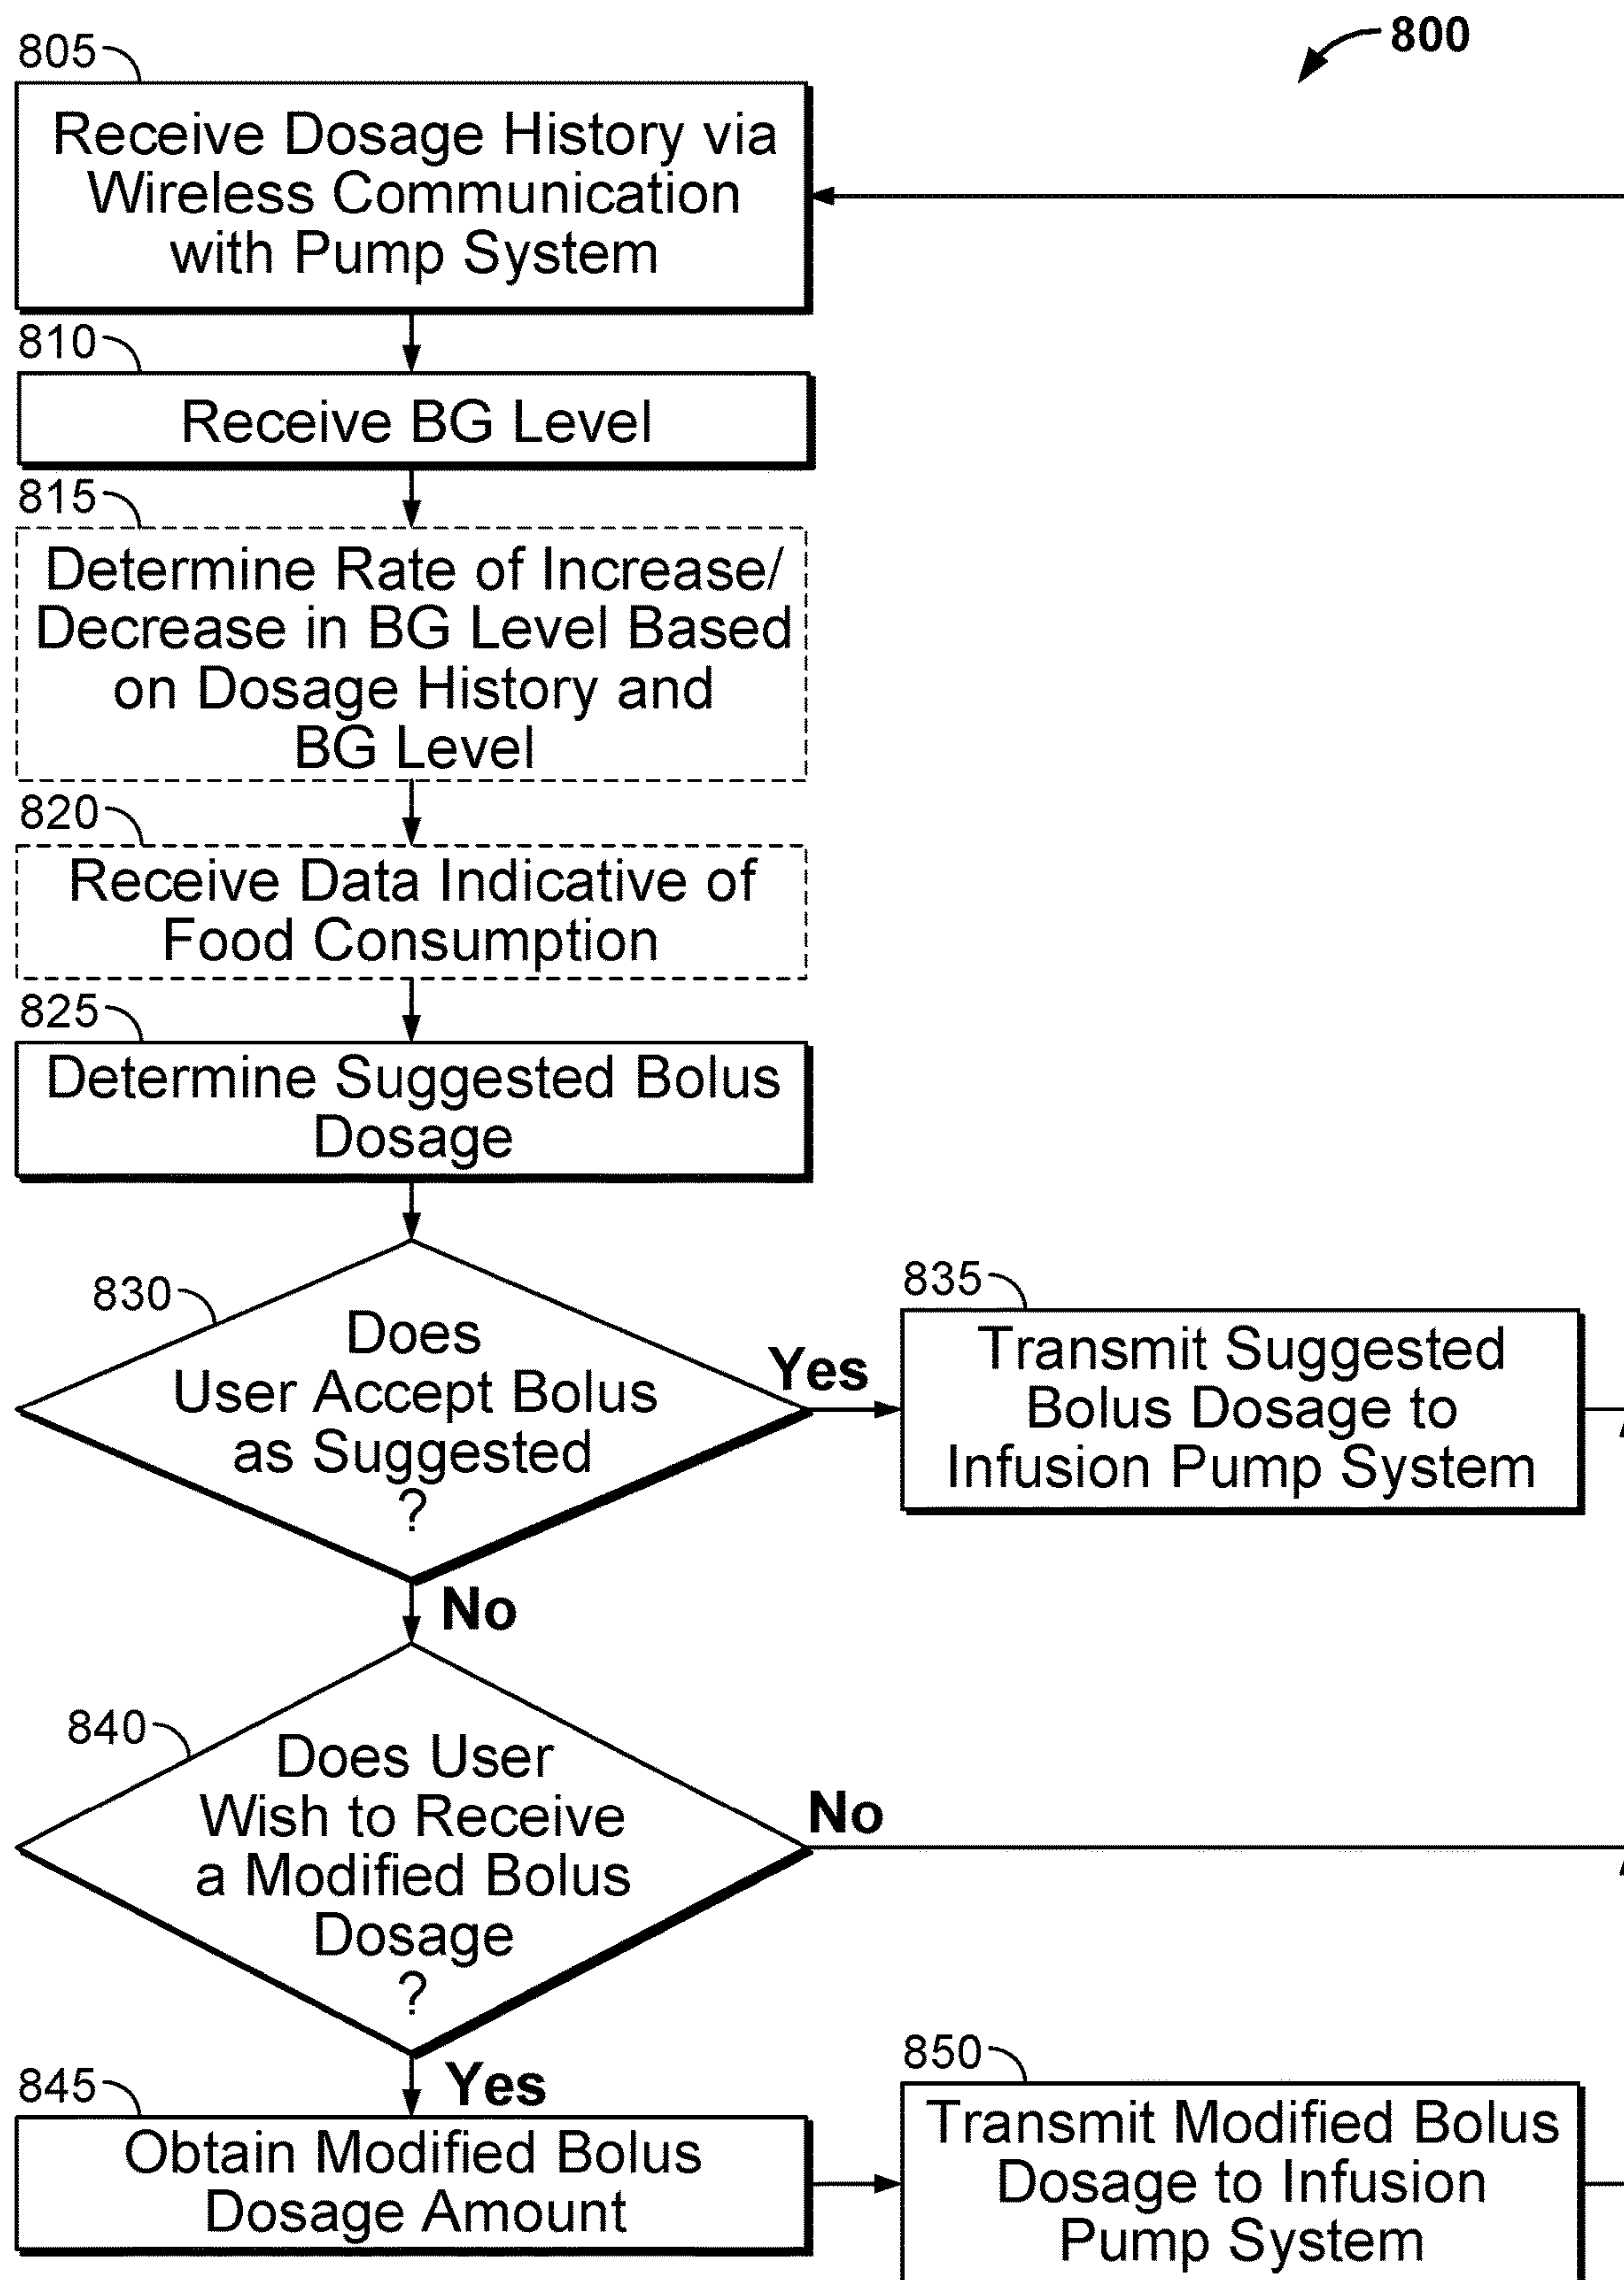 800
805
Receive Dosage History via
Wireless Communication
with Pump System
810
Receive BG Level
815
Determine Rate of Increase/
Decrease in BG Level Based
on Dosage History and
BG Level
820
Receive Data Indicative of
Food Consumption
825
Determine Suggested Bolus
Dosage
830
Does
User Accept Bolus
as Suggested
?
Yes
835
Transmit Suggested
Bolus Dosage to
Infusion Pump System
No
840
Does User
Wish to Receive
a Modified Bolus
Dosage
?
No
Yes
845
Obtain Modified Bolus
Dosage Amount
850
Transmit Modified Bolus
Dosage to Infusion
Pump System